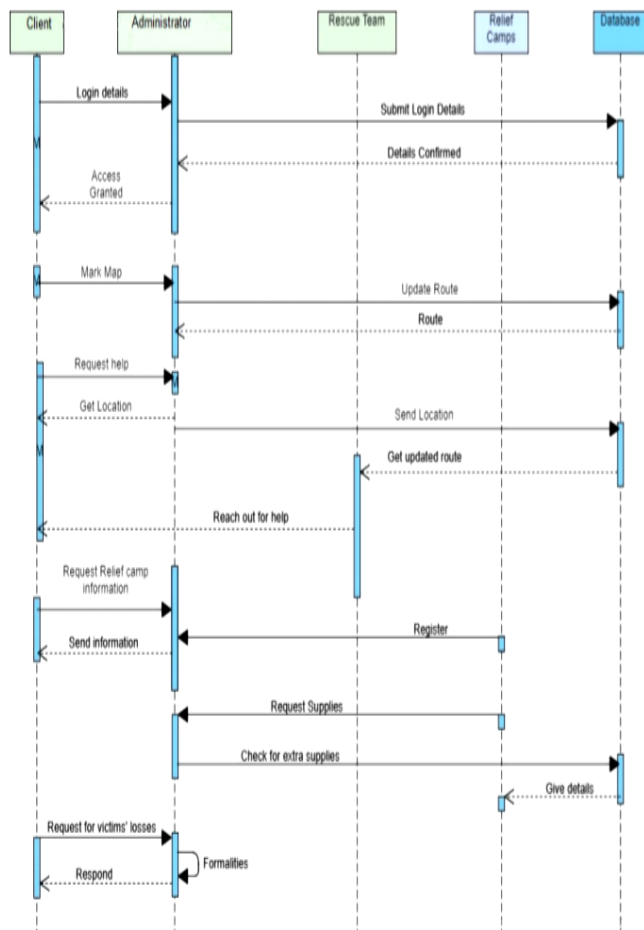 Client
Administrator
Rescue Team
Relief
Camps
Database
Login details
Submit Login Details
M
Details Confirmed
Access
Granted
M
Mark Map
Update Route
Route
Request help
M
Get Location
Send Location
M
Get updated route
Reach out for help
Request Relief camp
information
Register
Send information
Request Supplies
Check for extra supplies
Give details
Request for victims' losses
Formalities
Respond